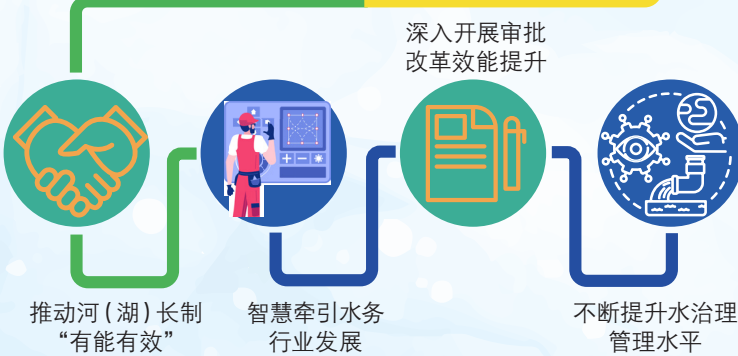 深入开展审批
改革效能提升
推动河(湖)长制
“有能有效”
智慧牵引水务
行业发展
不断提升水治理
管理水平